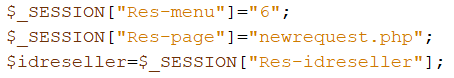 $_SESSION["Res-menu"]="6";
$_SESSION["Res-page"]="newrequest.php";
$idreseller=$_SESSION["Res-idreseller"];